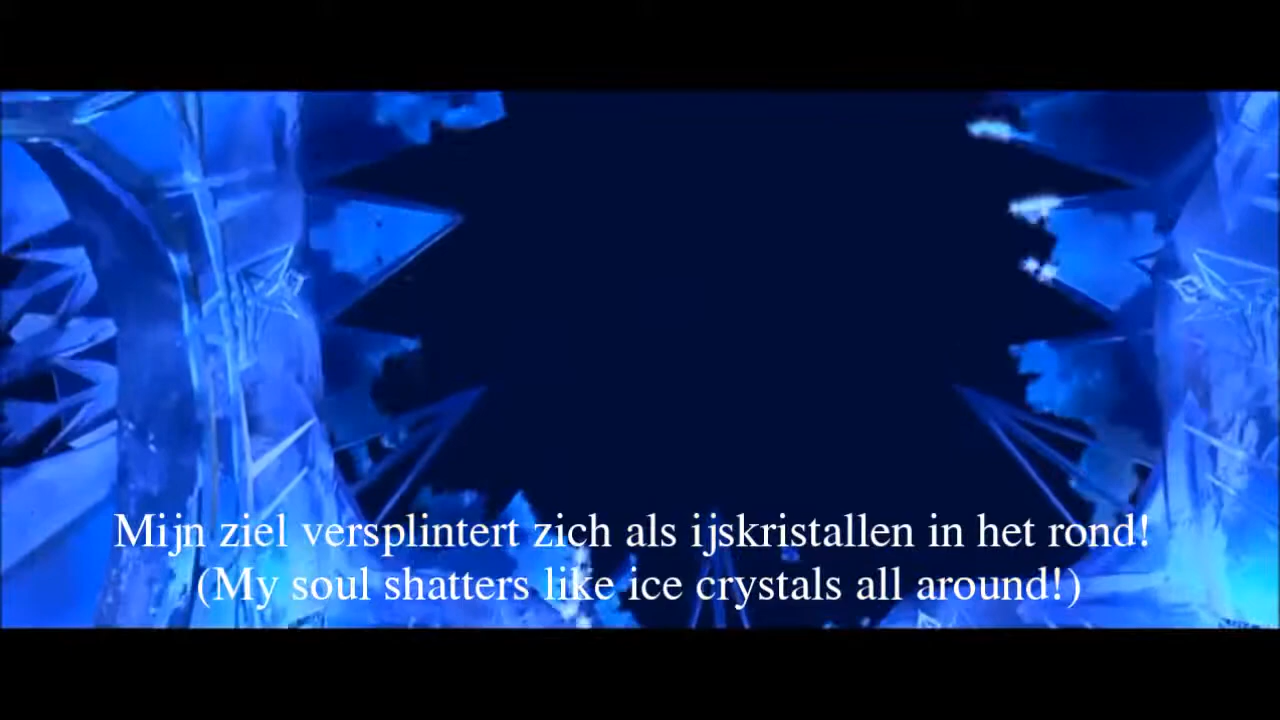 Mijn ziel versplintert zich als ijskristallen in het rond!
(My soul shatters like ice crystals all around!)